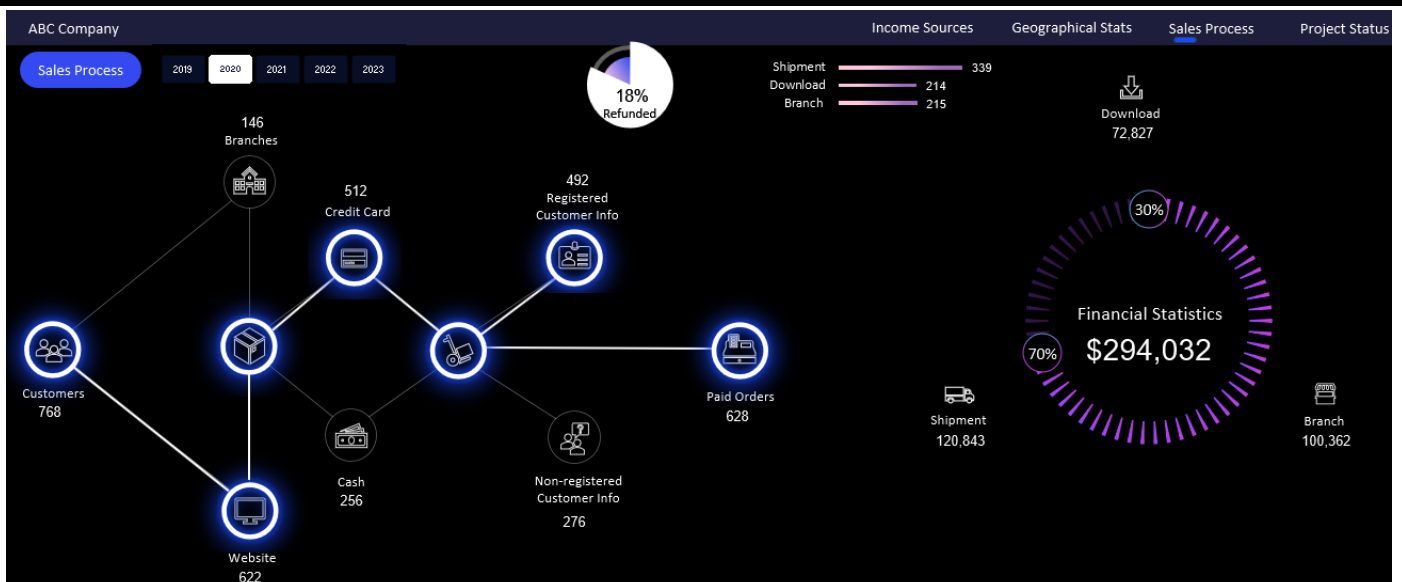 ABC Company
Income Sources
Geographical Stats
Sales Process
Project Status
Sales Process
2019
2020
2021
2022
2023
18%
Refunded
Shipment 339
Download 214
Branch 215
Download
72,827
146
Branches
512
Credit Card
492
Registered
Customer Info
30%
Financial Statistics
$294,032
70%
Customers
768
Paid Orders
628
Shipment
120,843
Branch
100,362
Cash
256
Non-registered
Customer Info
276
Website
622